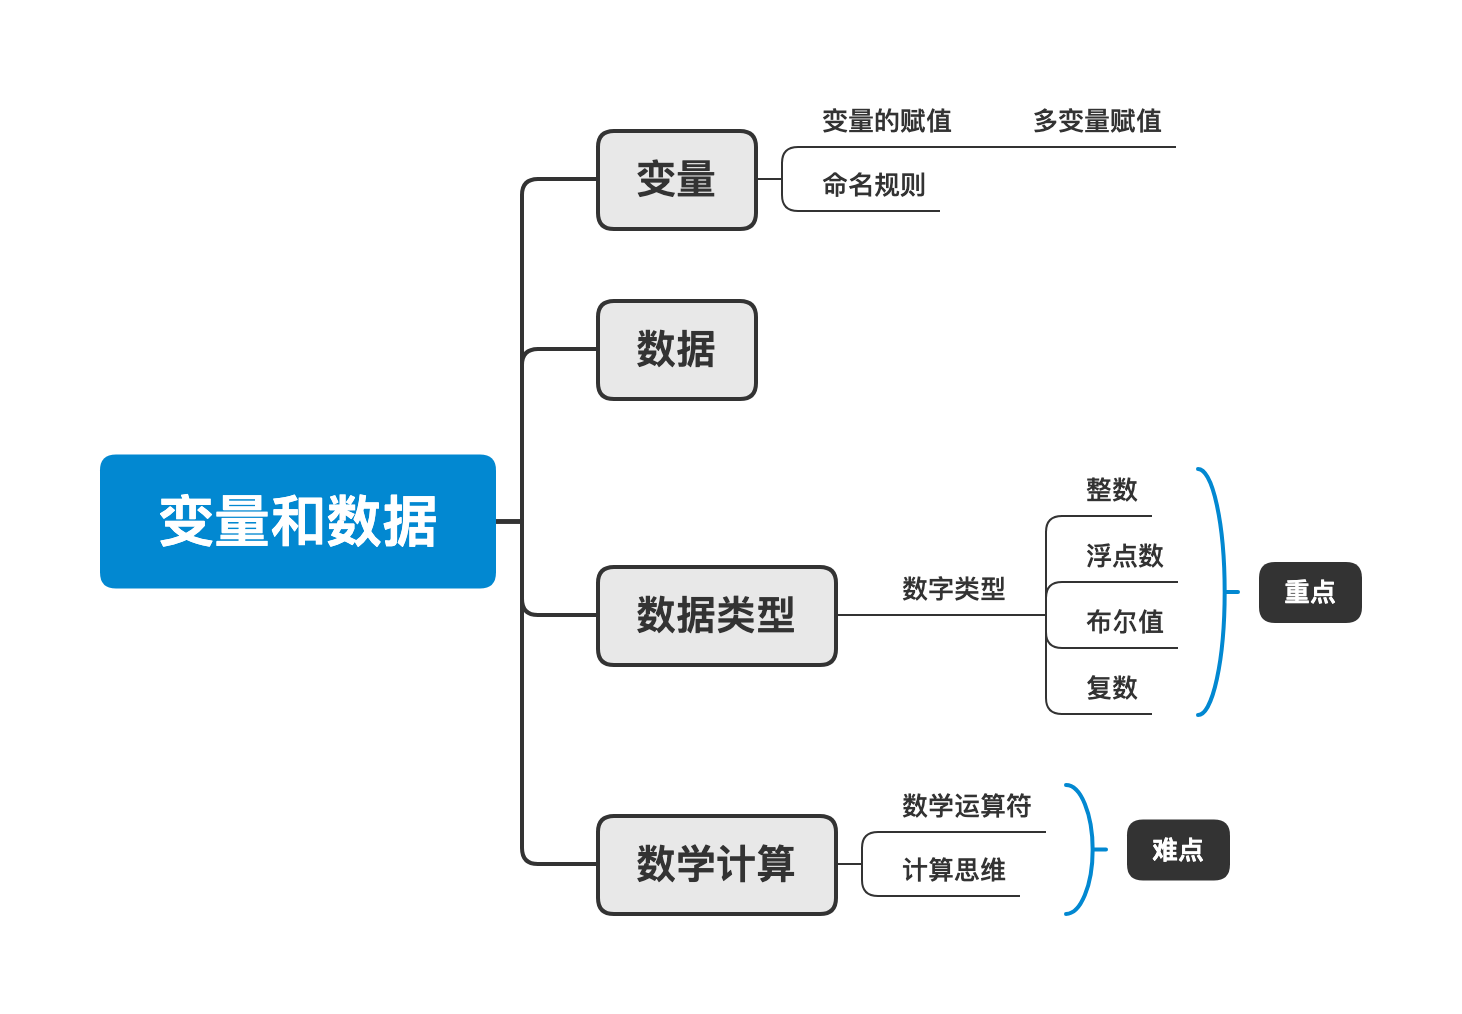 变量和数据
变量
变量的赋值
多变量赋值
命名规则
数据
数据类型
数字类型
整数
浮点数
布尔值
复数
重点
数学计算
数学运算符
计算思维
难点